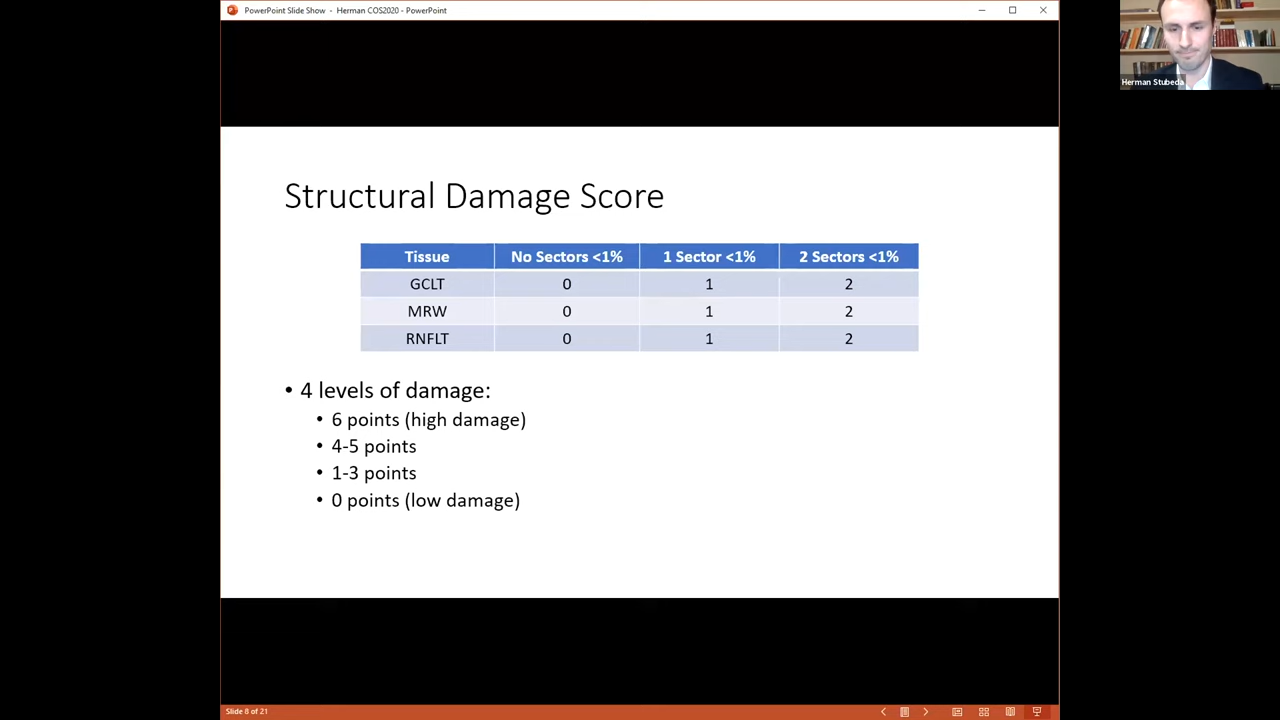 PowerPoint Slide Show - Herman COS2020 - PowerPoint
Herman Stubeda
Structural Damage Score
Tissue No Sectors <1% 1 Sector <1% 2 Sectors <1%
GCLT 0 1 2
MRW 0 1 2
RNFLT 0 1 2
• 4 levels of damage:
• 6 points (high damage)
• 4-5 points
• 1-3 points
• 0 points (low damage)
Slide 8 of 21